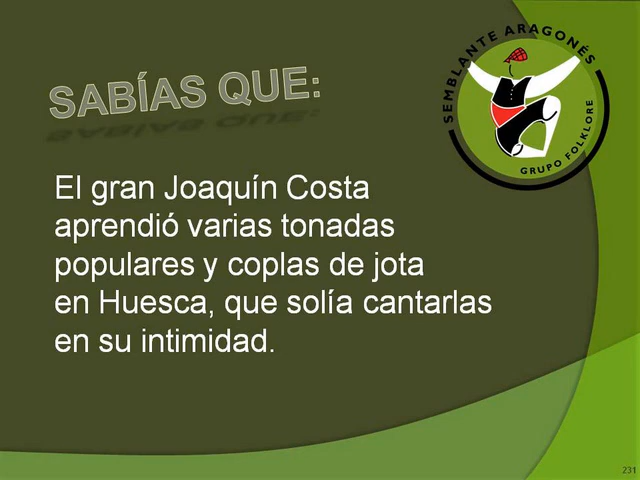 SABÍAS QUE:
SEMBLANTE ARAGONÉS
GRUPO FOLKLORE
El gran Joaquín Costa
aprendió varias tonadas
populares y coplas de jota
en Huesca, que solía cantarlas
en su intimidad.
231